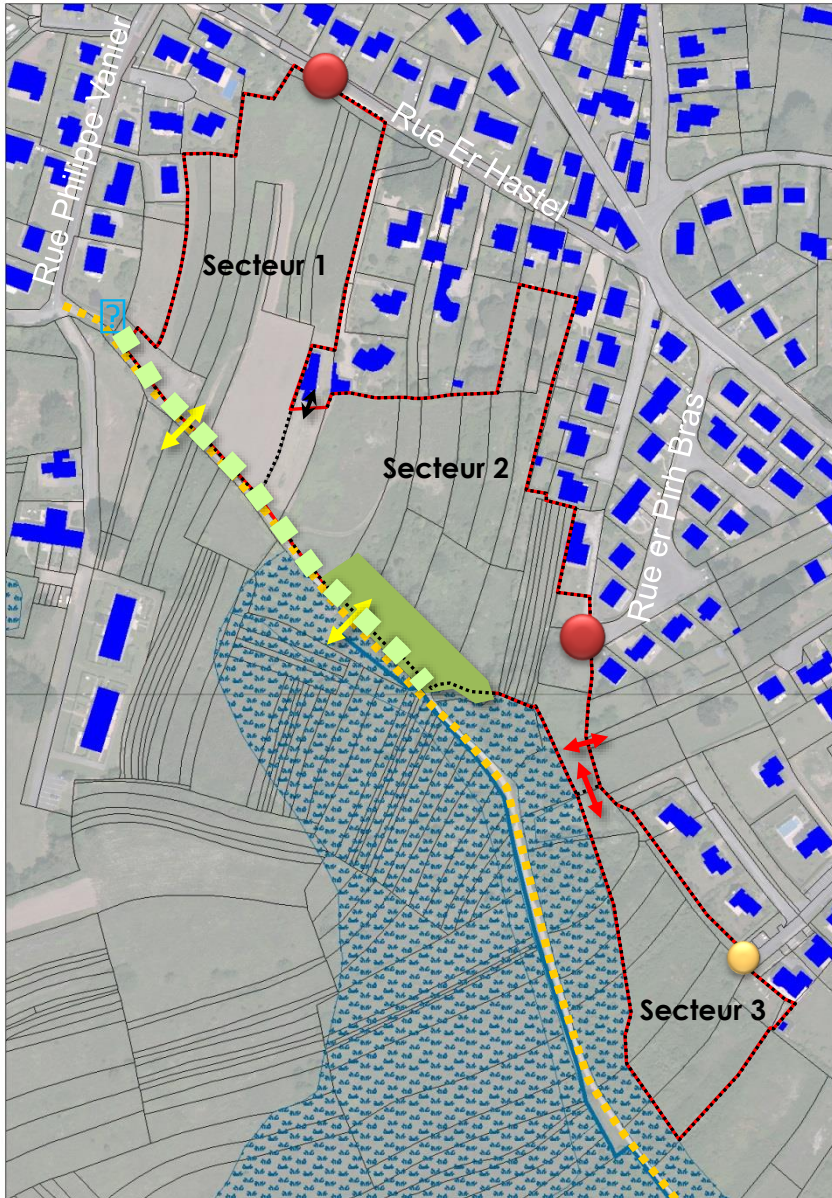 Rue Philippe Vanier
Rue Er Hastel
Secteur 1
?
Secteur 2
Rue er Pirh Bras
Secteur 3